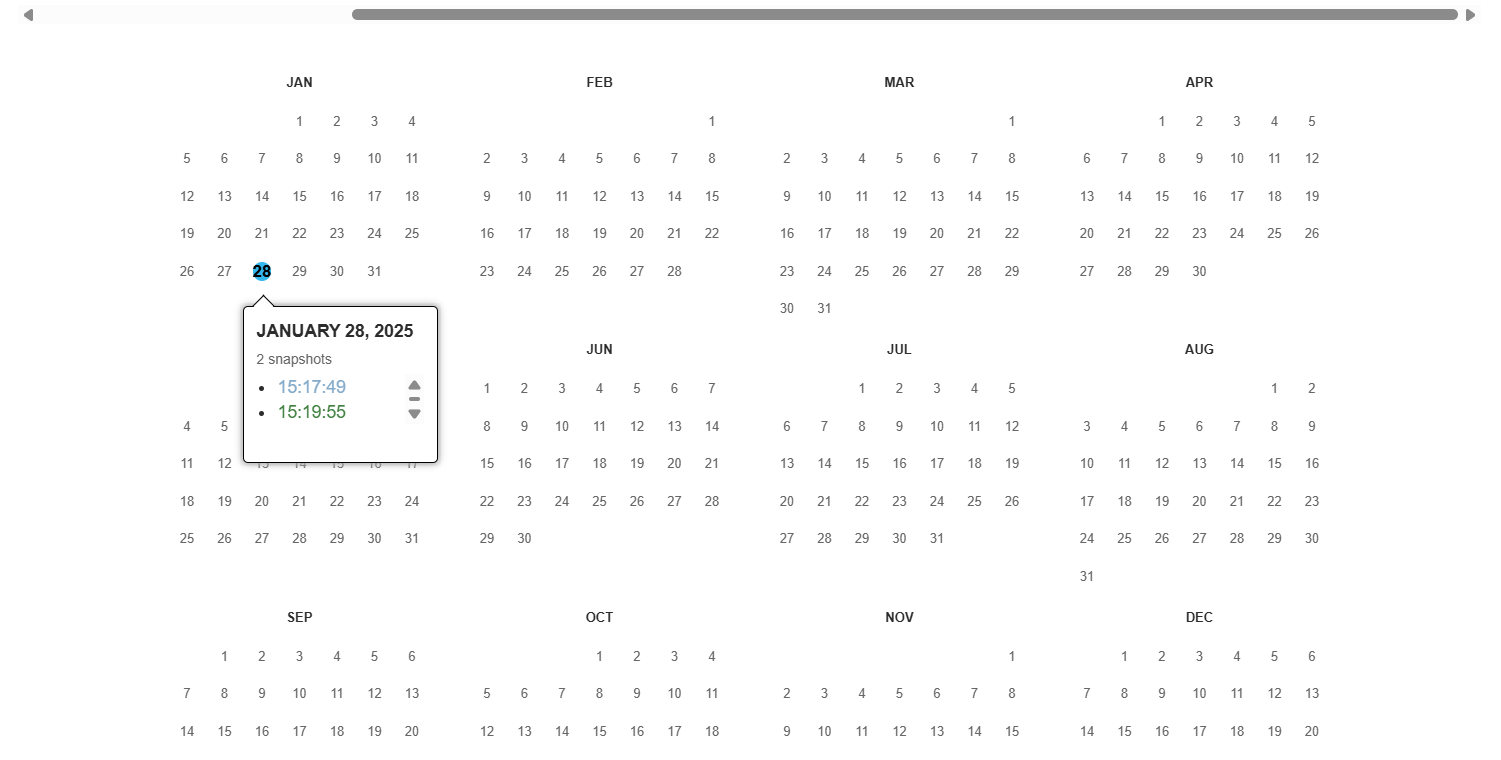 JAN FEB MAR APR
1 2 3 4 1 1 1 2 3 4 5
5 6 7 8 9 10 11 2 3 4 5 6 7 8 2 3 4 5 6 7 8 6 7 8 9 10 11 12
12 13 14 15 16 17 18 9 10 11 12 13 14 15 9 10 11 12 13 14 15 13 14 15 16 17 18 19
19 20 21 22 23 24 25 16 17 18 19 20 21 22 16 17 18 19 20 21 22 20 21 22 23 24 25 26
26 27 28 29 30 31 23 24 25 26 27 28 23 24 25 26 27 28 29 27 28 29 30
30 31
JANUARY 28, 2025
2 snapshots
15:17:49
15:19:55
JUN JUL AUG
1 2 3 4 5 6 7 1 2 3 4 5 1 2
4 5 8 9 10 11 12 13 14 6 7 8 9 10 11 12 3 4 5 6 7 8 9
11 12 13 14 15 16 17 15 16 17 18 19 20 21 13 14 15 16 17 18 19 10 11 12 13 14 15 16
18 19 20 21 22 23 24 22 23 24 25 26 27 28 20 21 22 23 24 25 26 17 18 19 20 21 22 23
25 26 27 28 29 30 31 29 30 27 28 29 30 31 24 25 26 27 28 29 30
31
SEP OCT NOV DEC
1 2 3 4 5 6 1 2 3 4 1 1 2 3 4 5 6
7 8 9 10 11 12 13 5 6 7 8 9 10 11 2 3 4 5 6 7 8 7 8 9 10 11 12 13
14 15 16 17 18 19 20 12 13 14 15 16 17 18 9 10 11 12 13 14 15 14 15 16 17 18 19 20